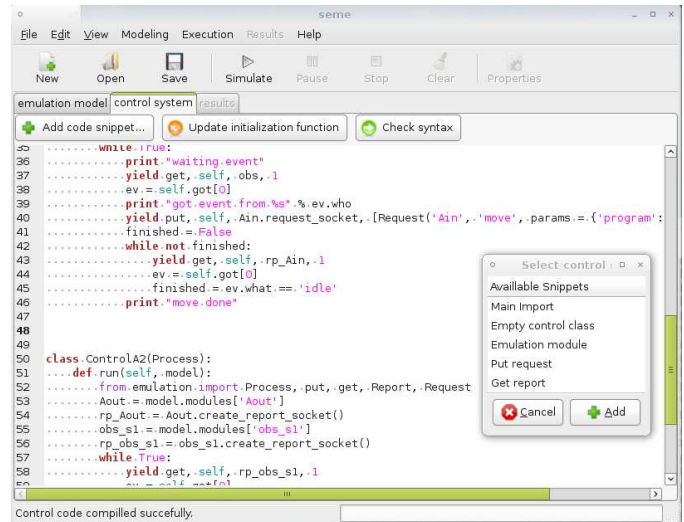 seme
File Edit View Modeling Execution Results Help
New Open Save Simulate Pause Stop Clear Properties
emulation model control system results
Add code snippet... Update initialization function Check syntax
35 ........while.True:
36 ............print."waiting event"
37 ............yield.get,.self,.obs,.1
38 ............ev.=.self.got[0]
39 ............print."got.event.from.%s".%.ev.who
40 ............yield.put,.self,.Ain.request_socket,.[Request('Ain',.'move',.params.=.{'program':
41 ............finished.=.False
42 ............while.not.finished:
43 ................yield.get,.self,.rp_Ain,.1
44 ................ev.=.self.got[0]
45 ................finished.=.ev.what.==.'idle'
46 ............print."move.done"
47
48
49
50 class.ControlA2(Process):
51 ....def.run(self,.model):
52 ........from.emulation.import.Process,.put,.get,.Report,.Request
53 ........Aout.=.model.modules['Aout']
54 ........rp_Aout.=.Aout.create_report_socket()
55 ........obs_s1.=.model.modules['obs_s1']
56 ........rp_obs_s1.=.obs_s1.create_report_socket()
57 ........while.True:
58 ............yield.get,.self,.rp_obs_s1,.1
59 ............ev.=.self.got[0]
Select control
Availlable Snippets
Main Import
Empty control class
Emulation module
Put request
Get report
Cancel Add
Control code compilled succefully.